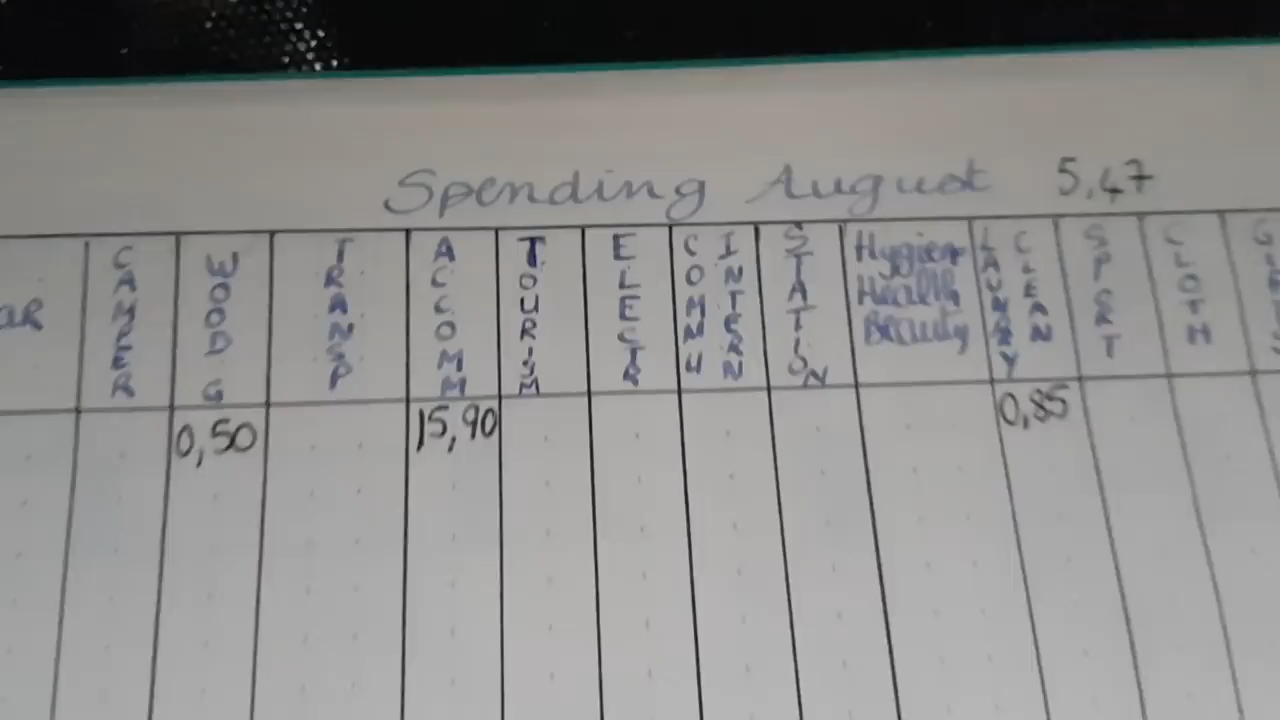 Spending August 5,47
CAMPER
WOOD G
TRANSP
ACCOMM
TOURISM
ELECTR
COMMU
INTERN
STATION
Hygien
Health
Beauty
LAUNDRY
CLEAN
SPORT
CLOTH
0,50 15,90 0,85